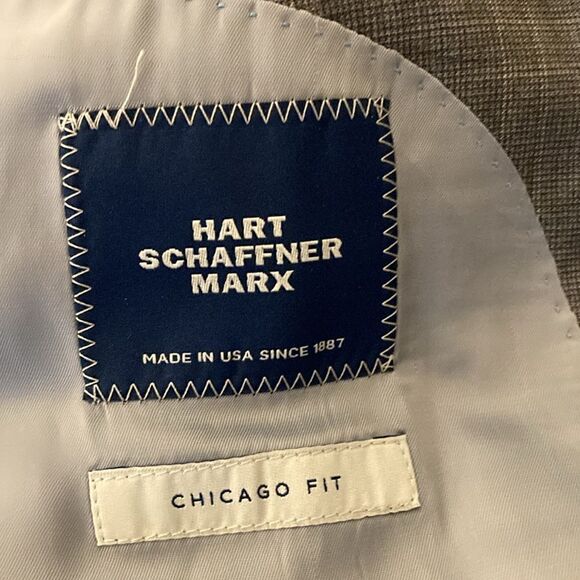 HART
SCHAFFNER
MARX
MADE IN USA SINCE 1887
CHICAGO FIT